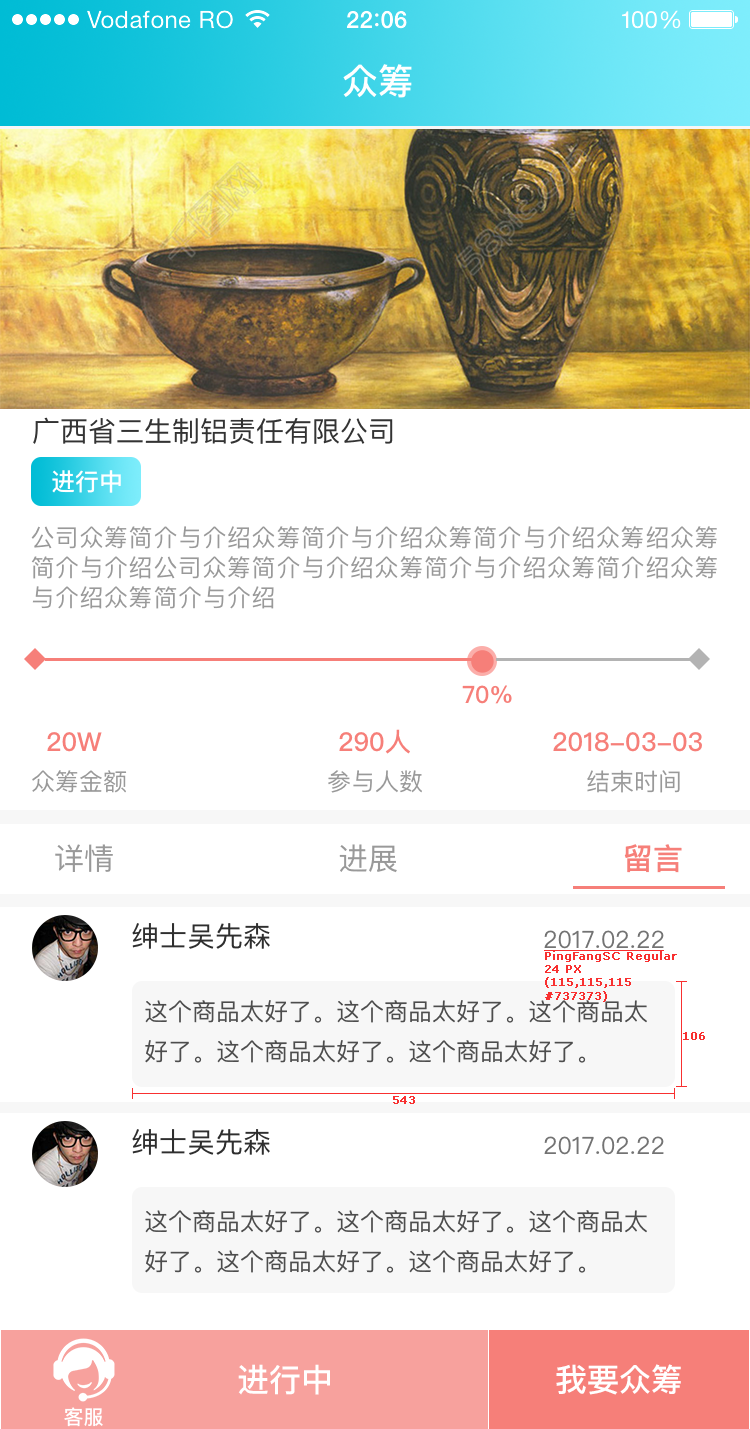 Vodafone RO 22:06 100%
众筹
千图网
58pic
广西省三生制铝责任有限公司
进行中
公司众筹简介与介绍众筹简介与介绍众筹简介与介绍众筹绍众筹
简介与介绍公司众筹简介与介绍众筹简介与介绍众筹简介绍众筹
与介绍众筹简介与介绍
70%
20W 290人 2018-03-03
众筹金额 参与人数 结束时间
详情 进展 留言
绅士吴先森 2017.02.22
PingFangSC Regular
24 PX
(115,115,115
#737373)
这个商品太好了。这个商品太好了。这个商品太
好了。这个商品太好了。这个商品太好了。
106
543
绅士吴先森 2017.02.22
这个商品太好了。这个商品太好了。这个商品太
好了。这个商品太好了。这个商品太好了。
客服 进行中 我要众筹